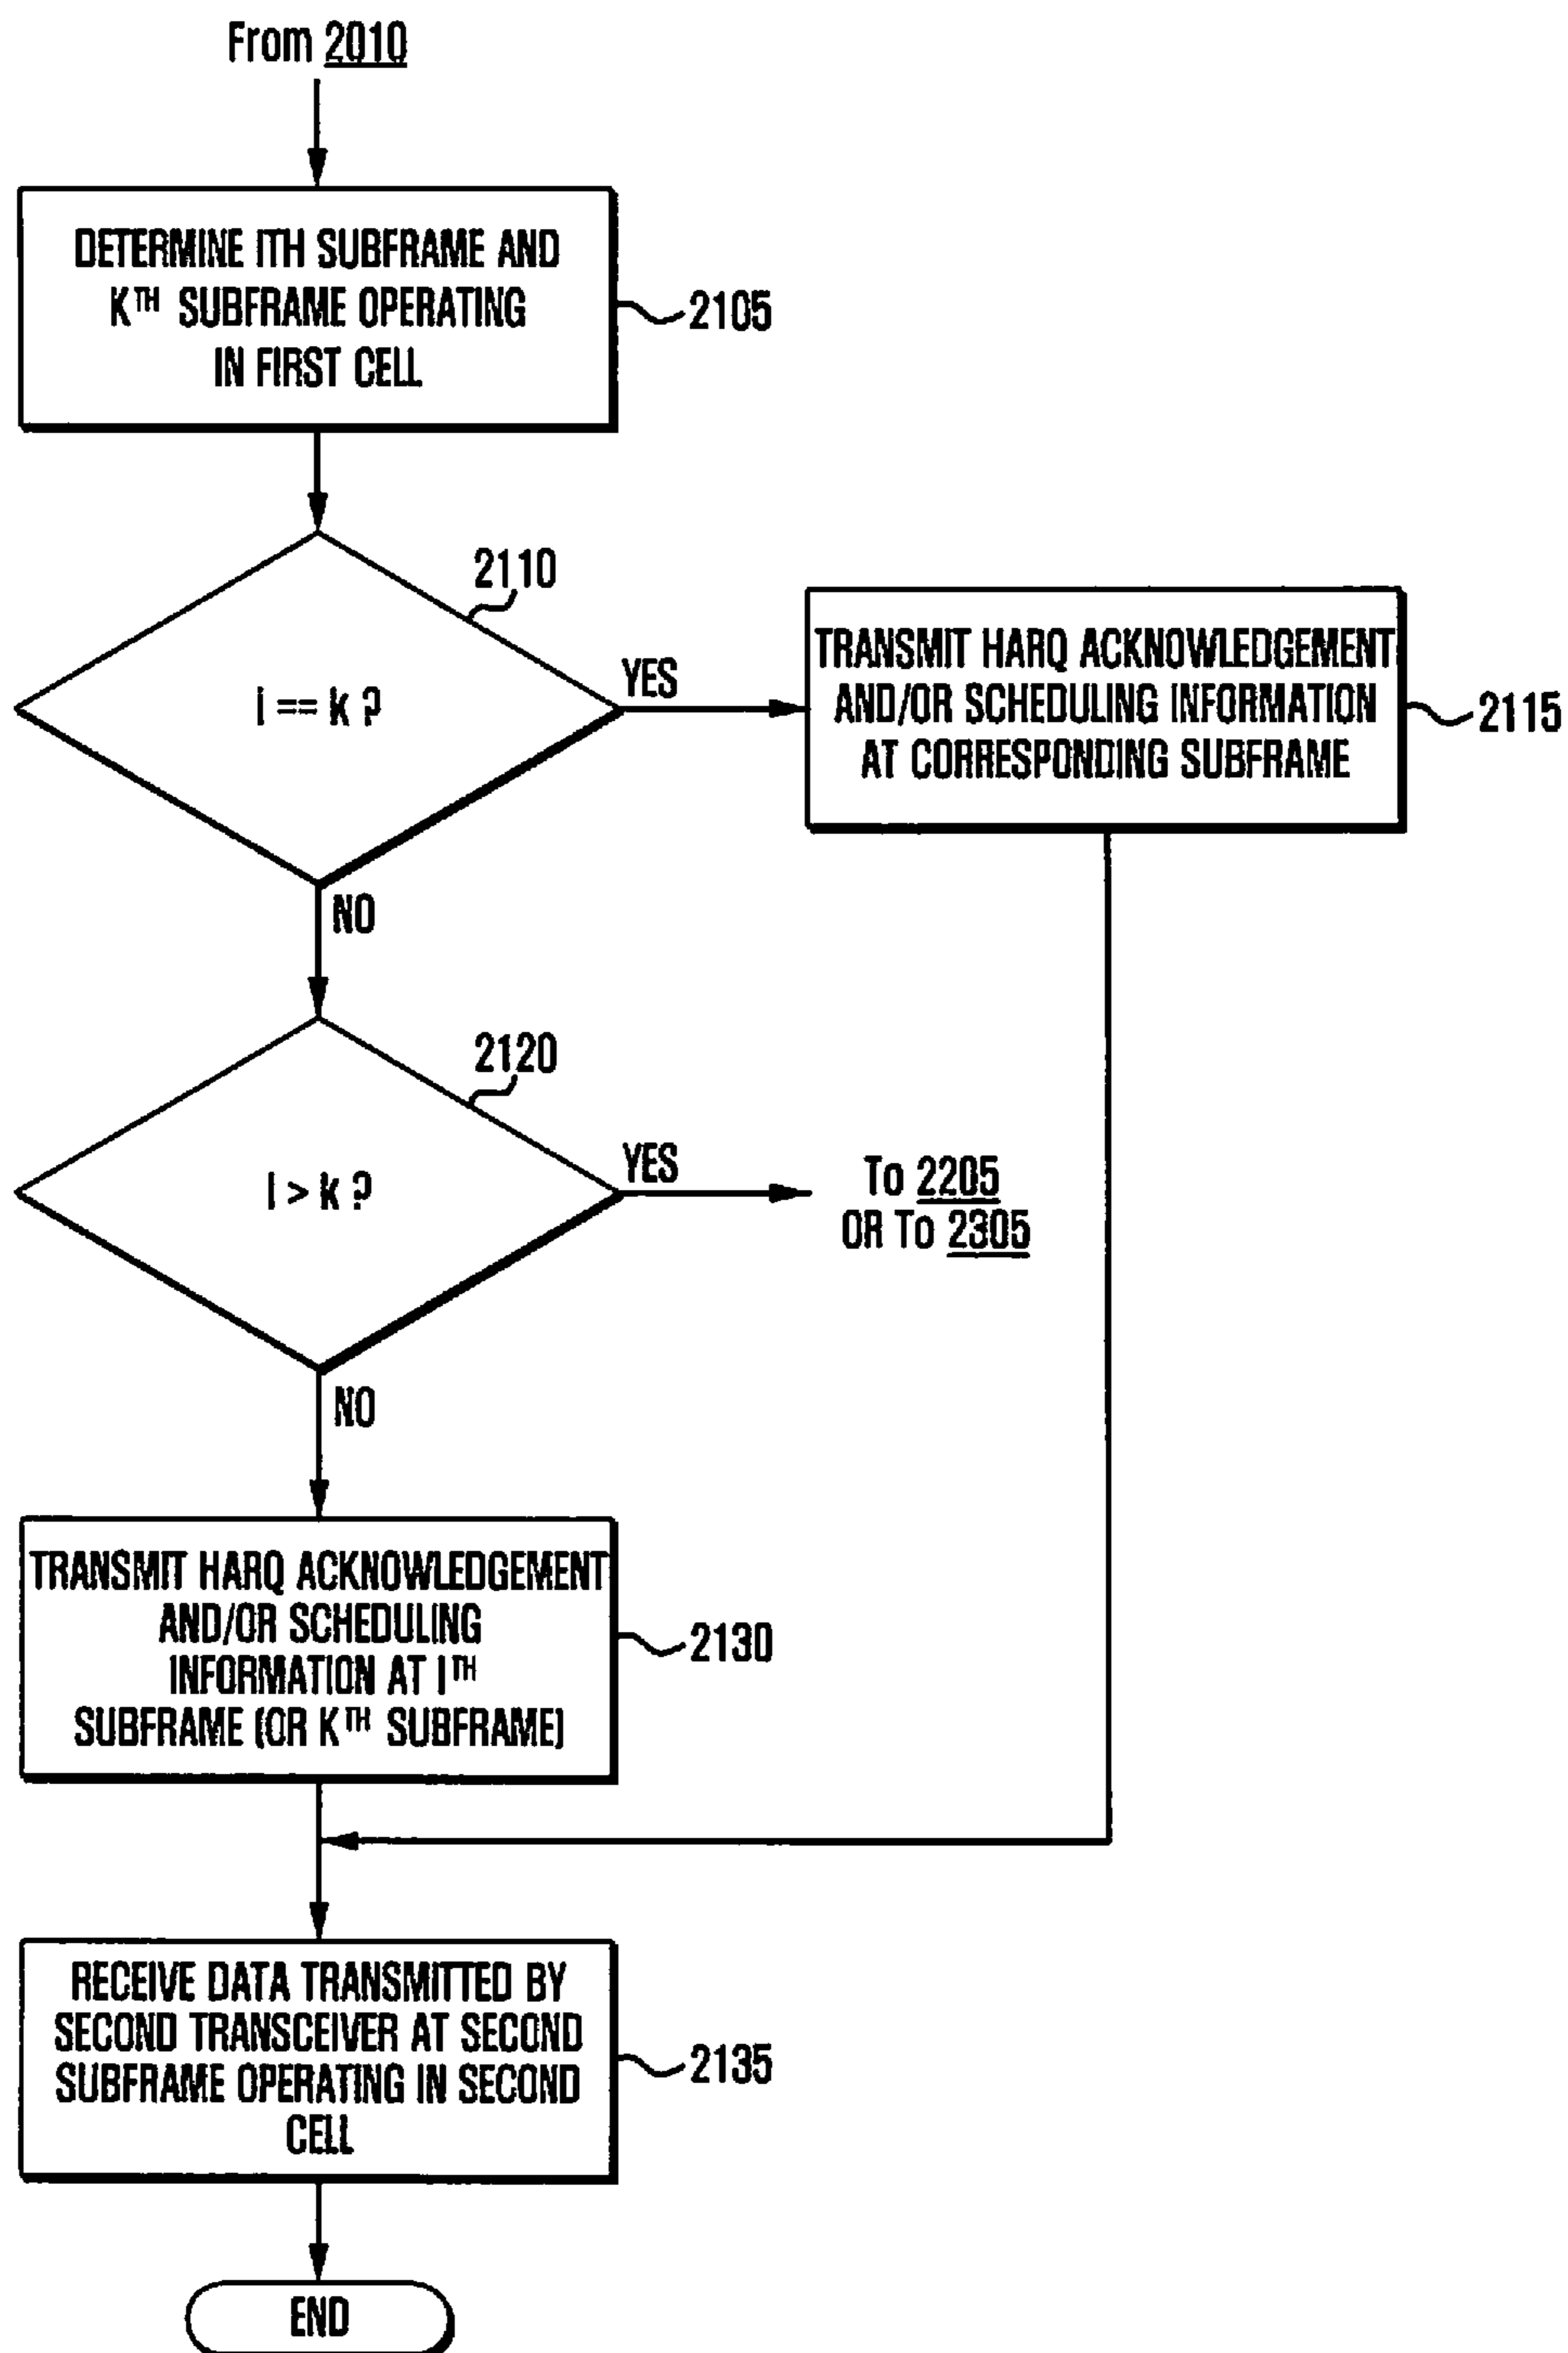 From 2010
DETERMINE ITH SUBFRAME AND
KTH SUBFRAME OPERATING
IN FIRST CELL
2105
2110
i == k ?
YES
TRANSMIT HARQ ACKNOWLEDGEMENT
AND/OR SCHEDULING INFORMATION
AT CORRESPONDING SUBFRAME
2115
NO
2120
i > k ?
YES
To 2205
OR To 2305
NO
TRANSMIT HARQ ACKNOWLEDGEMENT
AND/OR SCHEDULING
INFORMATION AT ITH
SUBFRAME (OR KTH SUBFRAME)
2130
RECEIVE DATA TRANSMITTED BY
SECOND TRANSCEIVER AT SECOND
SUBFRAME OPERATING IN SECOND
CELL
2135
END